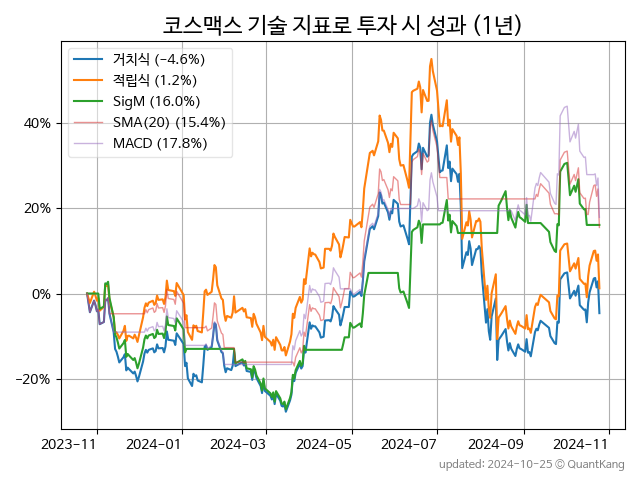 코스맥스 기술 지표로 투자 시 성과 (1년)
거치식 (−4.6%)
적립식 (1.2%)
SigM (16.0%)
SMA(20) (15.4%)
MACD (17.8%)
40%
20%
0%
−20%
2023−11 2024−01 2024−03 2024−05 2024−07 2024−09 2024−11
updated: 2024-10-25 © QuantKang